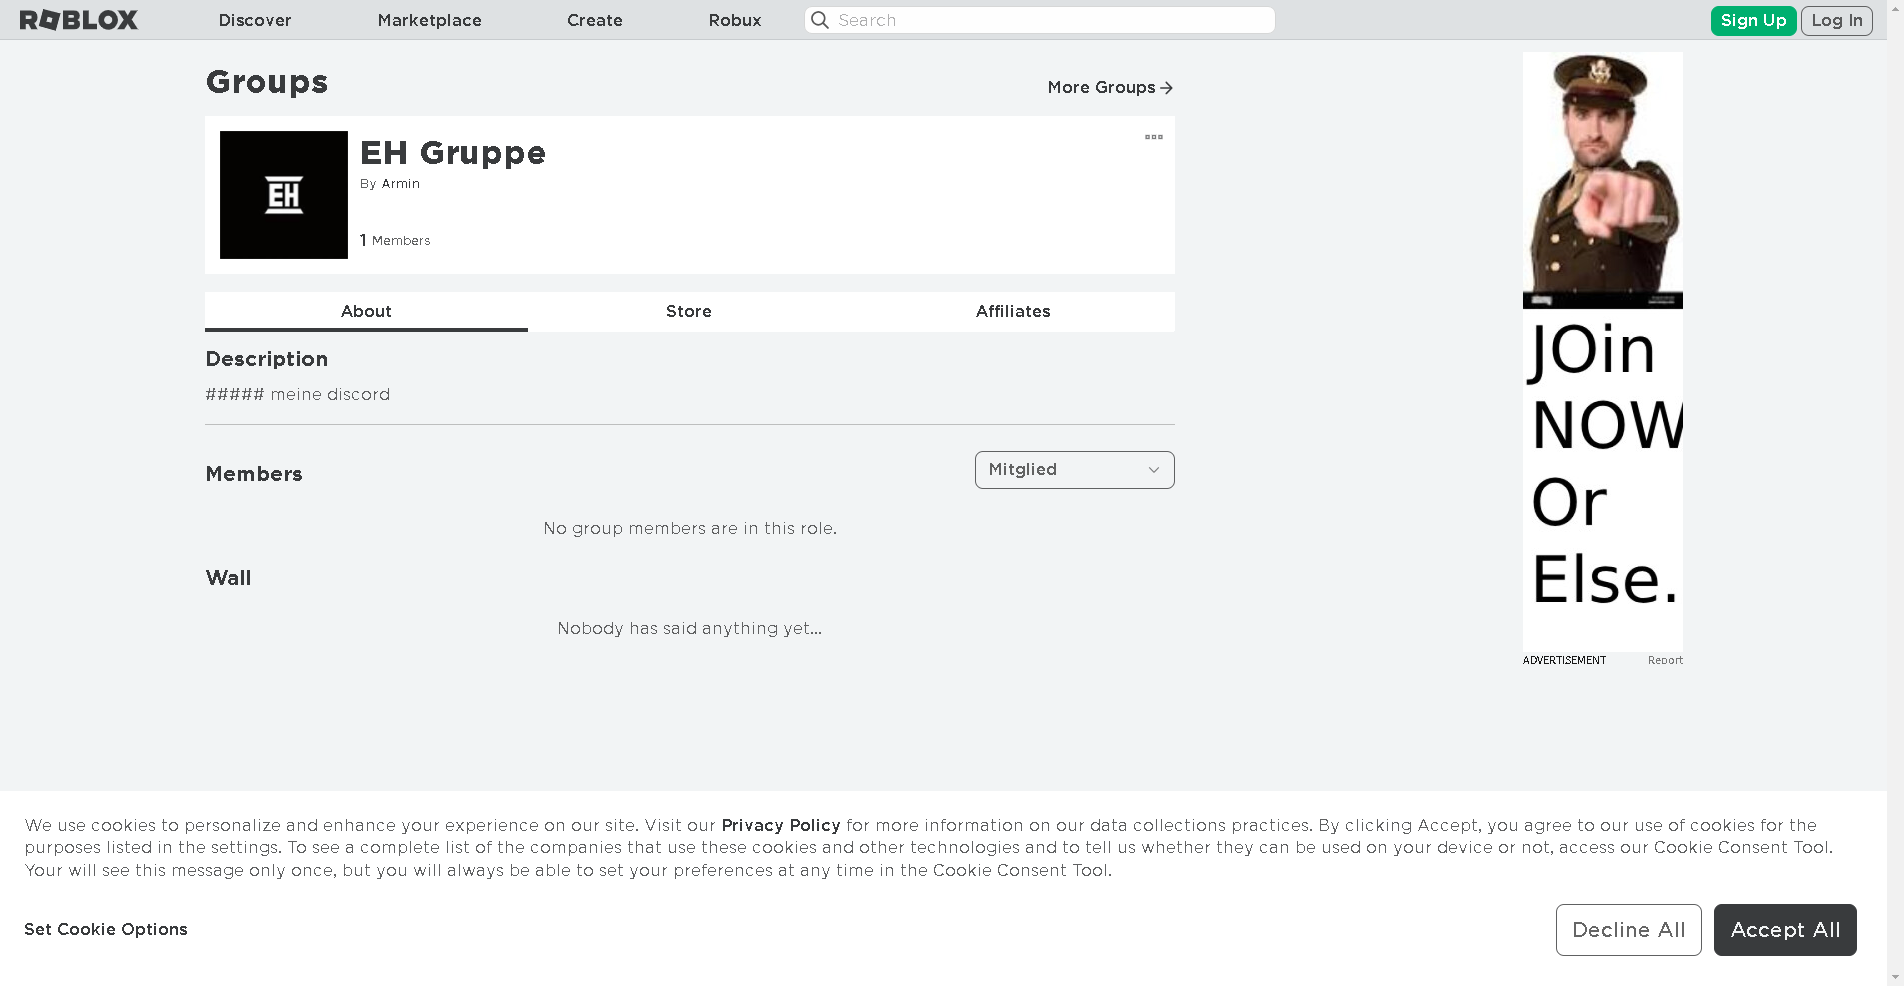 ROBLOX Discover Marketplace Create Robux Search Sign Up Log In
Groups
More Groups
EH
EH Gruppe
By Armin
1 Members
About Store Affiliates
Description
##### meine discord
Members
Mitglied
No group members are in this role.
Wall
Nobody has said anything yet...
JOin
NOW
Or
Else.
ADVERTISEMENT Report
We use cookies to personalize and enhance your experience on our site. Visit our Privacy Policy for more information on our data collections practices. By clicking Accept, you agree to our use of cookies for the
purposes listed in the settings. To see a complete list of the companies that use these cookies and other technologies and to tell us whether they can be used on your device or not, access our Cookie Consent Tool.
Your will see this message only once, but you will always be able to set your preferences at any time in the Cookie Consent Tool.
Set Cookie Options
Decline All Accept All